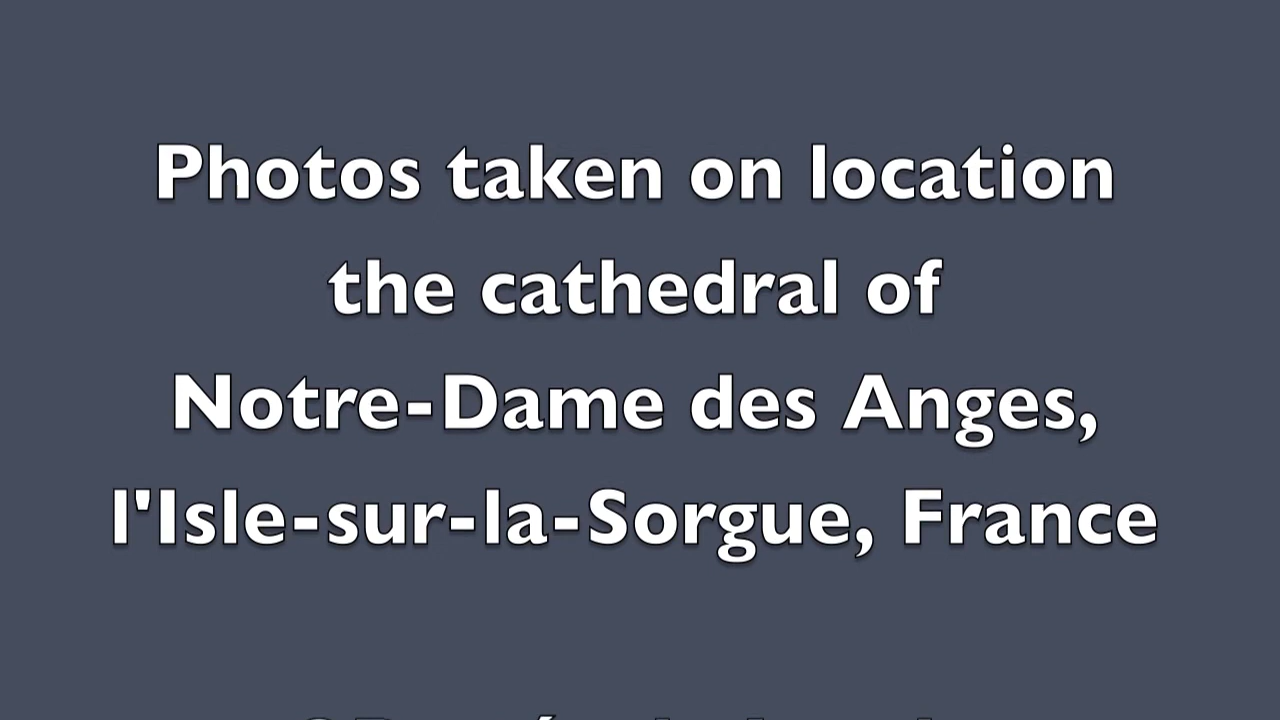 Photos taken on location
the cathedral of
Notre-Dame des Anges,
l'Isle-sur-la-Sorgue, France